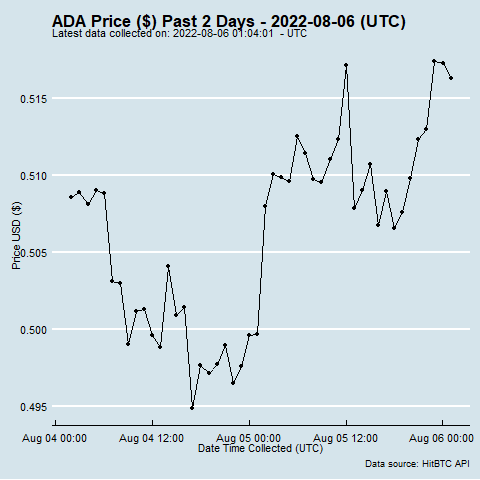 ADA Price ($) Past 2 Days - 2022-08-06 (UTC)
Latest data collected on: 2022-08-06 01:04:01  - UTC
0.515
0.510
0.505
0.500
0.495
Price USD ($)
Aug 04 00:00 Aug 04 12:00 Aug 05 00:00 Aug 05 12:00 Aug 06 00:00
Date Time Collected (UTC)
Data source: HitBTC API